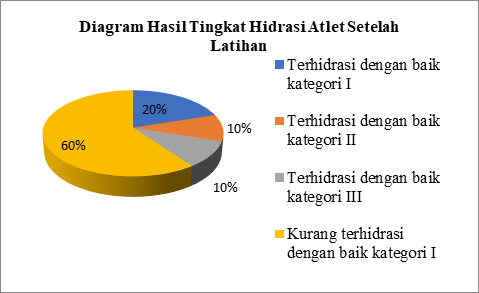 Diagram Hasil Tingkat Hidrasi Atlet Setelah
Latihan
20%
10%
10%
60%
Terhidrasi dengan baik
kategori I
Terhidrasi dengan baik
kategori II
Terhidrasi dengan baik
kategori III
Kurang terhidrasi
dengan baik kategori I